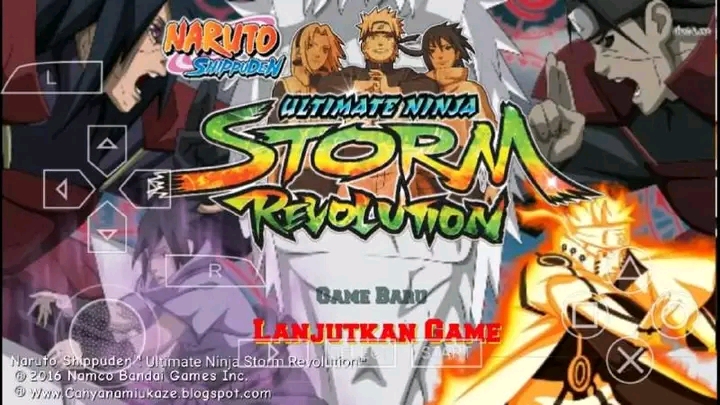 L
NARUTO
SHIPPUDEN
ULTIMATE NINJA
STORM
REVOLUTION
R
GAME BARU
LANJUTKAN GAME
START
Naruto Shippuden " Ultimate Ninja Storm Revolution"
© 2016 Namco Bandai Games Inc.
© Www.Cahyanamiukaze.blogspot.com